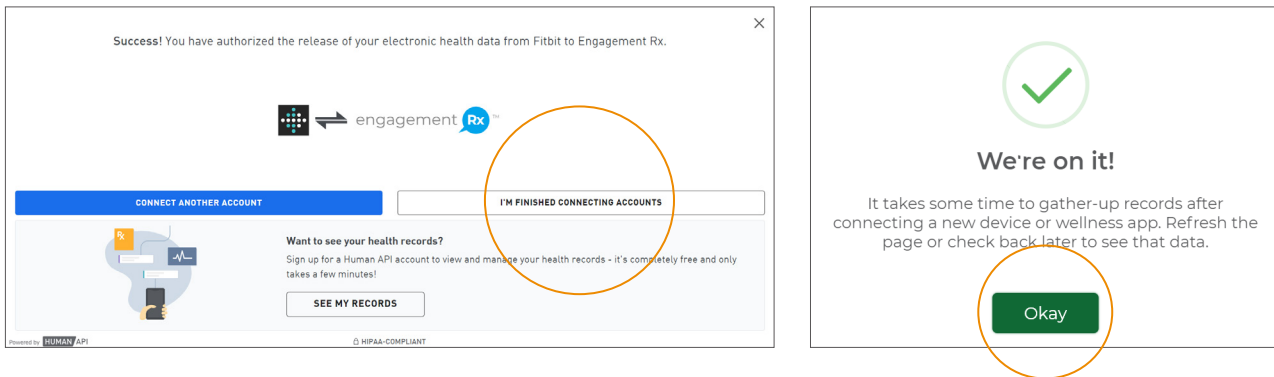 Success! You have authorized the release of your electronic health data from Fitbit to Engagement Rx.
engagement Rx ™
CONNECT ANOTHER ACCOUNT
I'M FINISHED CONNECTING ACCOUNTS
Rx
Want to see your health records?
Sign up for a Human API account to view and manage your health records - it's completely free and only
takes a few minutes!
SEE MY RECORDS
Powered by HUMAN API
HIPAA-COMPLIANT
We're on it!
It takes some time to gather-up records after
connecting a new device or wellness app. Refresh the
page or check back later to see that data.
Okay